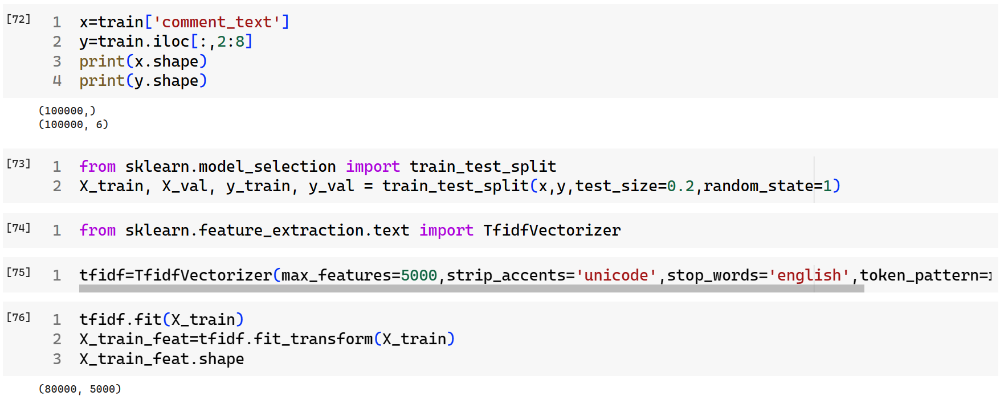 [72] 1 x=train['comment_text']
2 y=train.iloc[:,2:8]
3 print(x.shape)
4 print(y.shape)
(100000,)
(100000, 6)
[73] 1 from sklearn.model_selection import train_test_split
2 X_train, X_val, y_train, y_val = train_test_split(x,y,test_size=0.2,random_state=1)
[74] 1 from sklearn.feature_extraction.text import TfidfVectorizer
[75] 1 tfidf=TfidfVectorizer(max_features=5000,strip_accents='unicode',stop_words='english',token_pattern=
[76] 1 tfidf.fit(X_train)
2 X_train_feat=tfidf.fit_transform(X_train)
3 X_train_feat.shape
(80000, 5000)